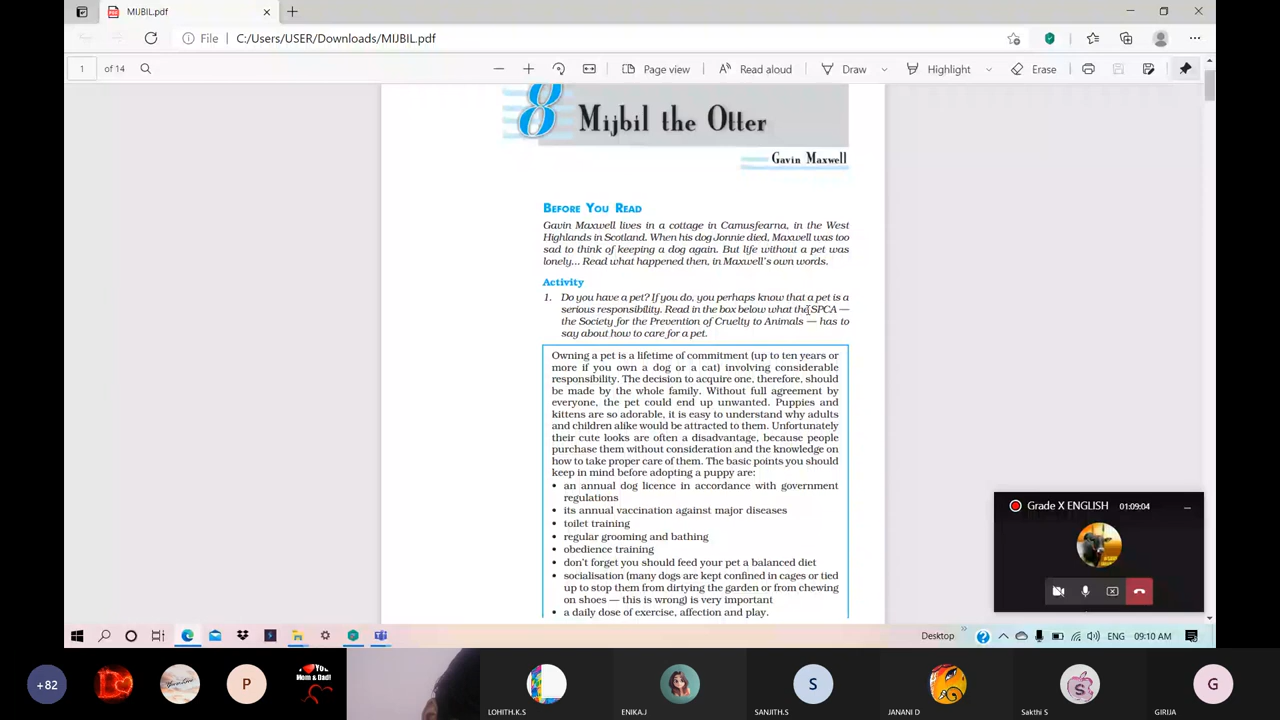 MIJBIL.pdf
File
C:/Users/USER/Downloads/MIJBIL.pdf
1 of 14
Page view
Read aloud
Draw
Highlight
Erase
8
Mijbil the Otter
Gavin Maxwell
BEFORE YOU READ
Gavin Maxwell lives in a cottage in Camusfearna, in the West
Highlands in Scotland. When his dog Jonnie died, Maxwell was too
sad to think of keeping a dog again. But life without a pet was
lonely... Read what happened then, in Maxwell's own words.
Activity
1. Do you have a pet? If you do, you perhaps know that a pet is a
serious responsibility. Read in the box below what the SPCA —
the Society for the Prevention of Cruelty to Animals — has to
say about how to care for a pet.
Owning a pet is a lifetime of commitment (up to ten years or
more if you own a dog or a cat) involving considerable
responsibility. The decision to acquire one, therefore, should
be made by the whole family. Without full agreement by
everyone, the pet could end up unwanted. Puppies and
kittens are so adorable, it is easy to understand why adults
and children alike would be attracted to them. Unfortunately
their cute looks are often a disadvantage, because people
purchase them without consideration and the knowledge on
how to take proper care of them. The basic points you should
keep in mind before adopting a puppy are:
• an annual dog licence in accordance with government
regulations
• its annual vaccination against major diseases
• toilet training
• regular grooming and bathing
• obedience training
• don't forget you should feed your pet a balanced diet
• socialisation (many dogs are kept confined in cages or tied
up to stop them from dirtying the garden or from chewing
on shoes — this is wrong) is very important
• a daily dose of exercise, affection and play.
Grade X ENGLISH 01:09:04
Desktop
ENG
09:10 AM
+82
P
I You
Mom & Dad!
S
G
LOHITH.K.S
ENIKA.J
SANJITH.S
JANANI D
Sakthi S
GIRIJA